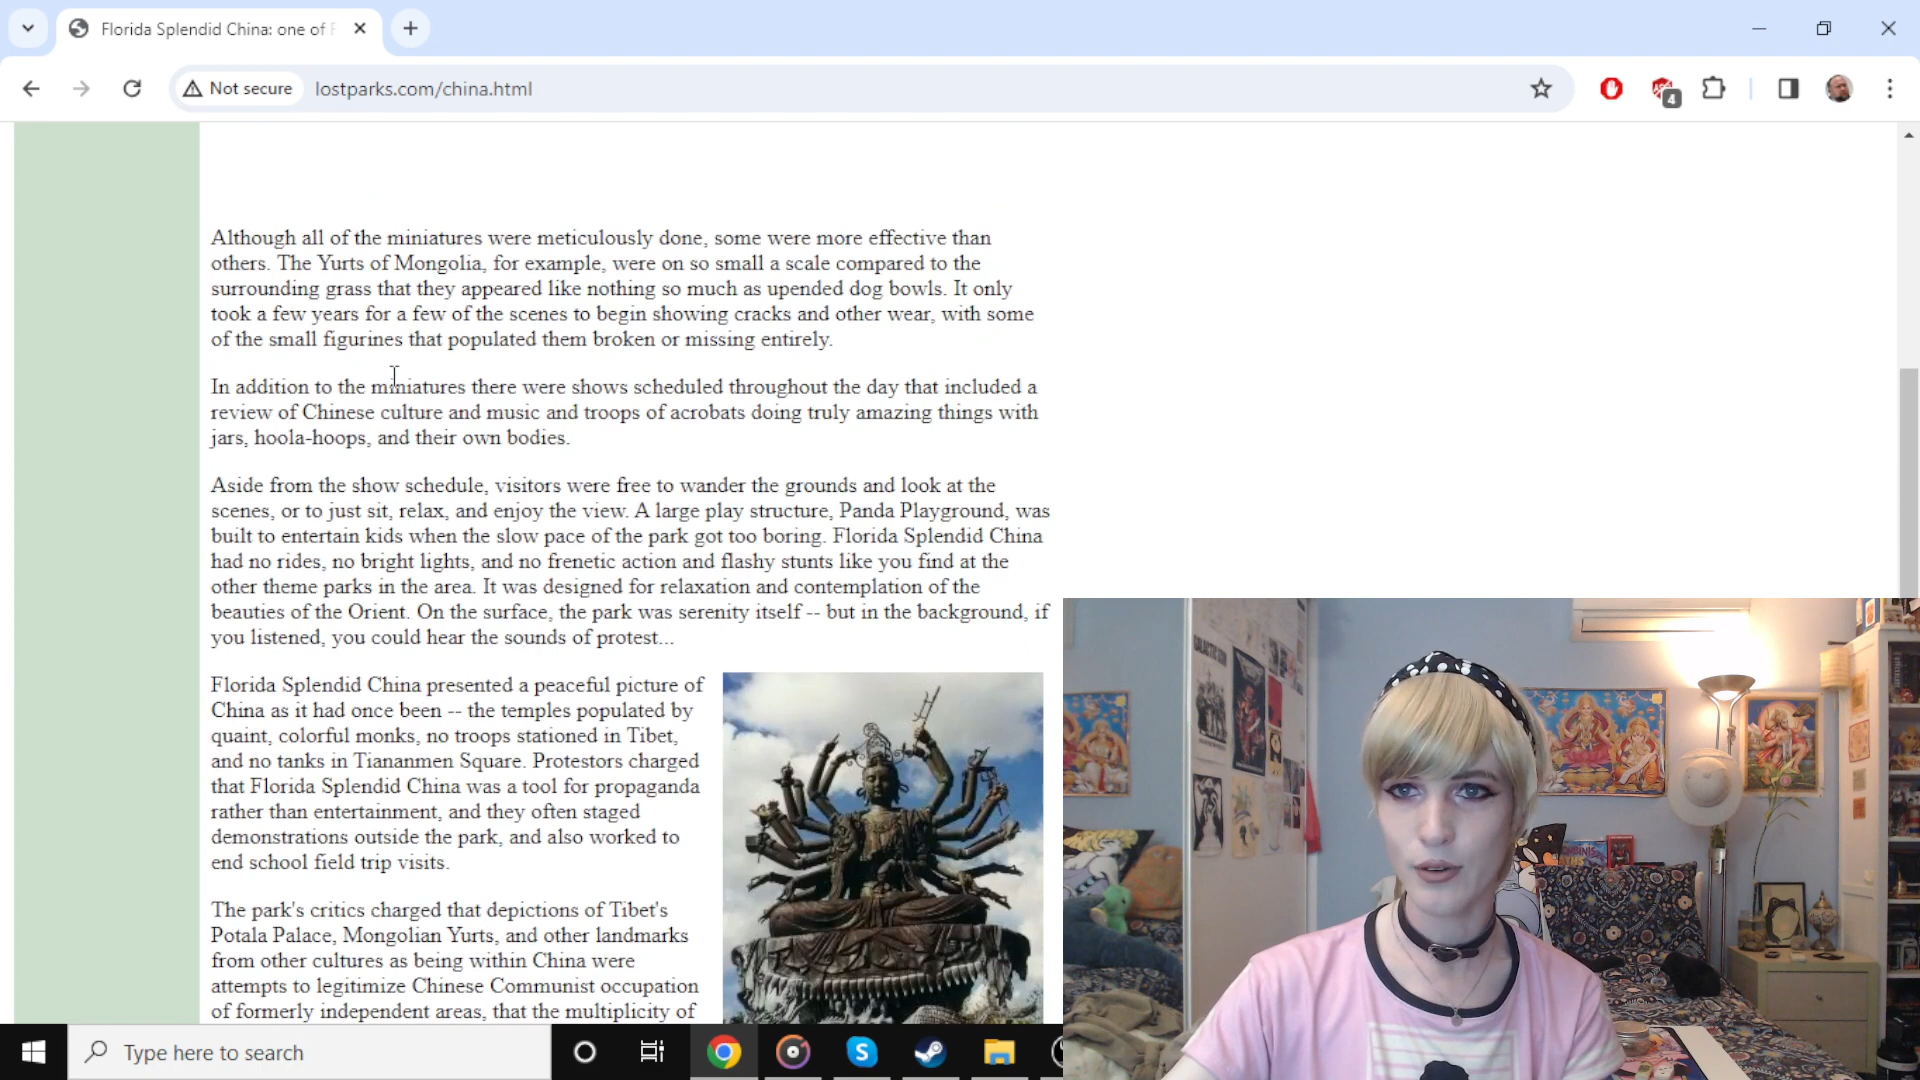 Florida Splendid China: one of F
Not secure
lostparks.com/china.html
4
Although all of the miniatures were meticulously done, some were more effective than
others. The Yurts of Mongolia, for example, were on so small a scale compared to the
surrounding grass that they appeared like nothing so much as upended dog bowls. It only
took a few years for a few of the scenes to begin showing cracks and other wear, with some
of the small figurines that populated them broken or missing entirely.
In addition to the miniatures there were shows scheduled throughout the day that included a
review of Chinese culture and music and troops of acrobats doing truly amazing things with
jars, hoola-hoops, and their own bodies.
Aside from the show schedule, visitors were free to wander the grounds and look at the
scenes, or to just sit, relax, and enjoy the view. A large play structure, Panda Playground, was
built to entertain kids when the slow pace of the park got too boring. Florida Splendid China
had no rides, no bright lights, and no frenetic action and flashy stunts like you find at the
other theme parks in the area. It was designed for relaxation and contemplation of the
beauties of the Orient. On the surface, the park was serenity itself -- but in the background, if
you listened, you could hear the sounds of protest...
Florida Splendid China presented a peaceful picture of
China as it had once been -- the temples populated by
quaint, colorful monks, no troops stationed in Tibet,
and no tanks in Tiananmen Square. Protestors charged
that Florida Splendid China was a tool for propaganda
rather than entertainment, and they often staged
demonstrations outside the park, and also worked to
end school field trip visits.
The park's critics charged that depictions of Tibet's
Potala Palace, Mongolian Yurts, and other landmarks
from other cultures as being within China were
attempts to legitimize Chinese Communist occupation
of formerly independent areas, that the multiplicity of
Type here to search